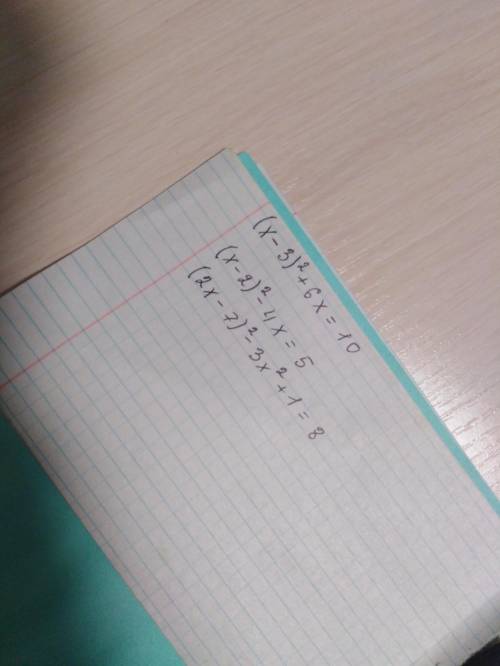 (x-3)²+6x=10
(x-2)²-4x=5
(2x-7)²-3x²+1=8